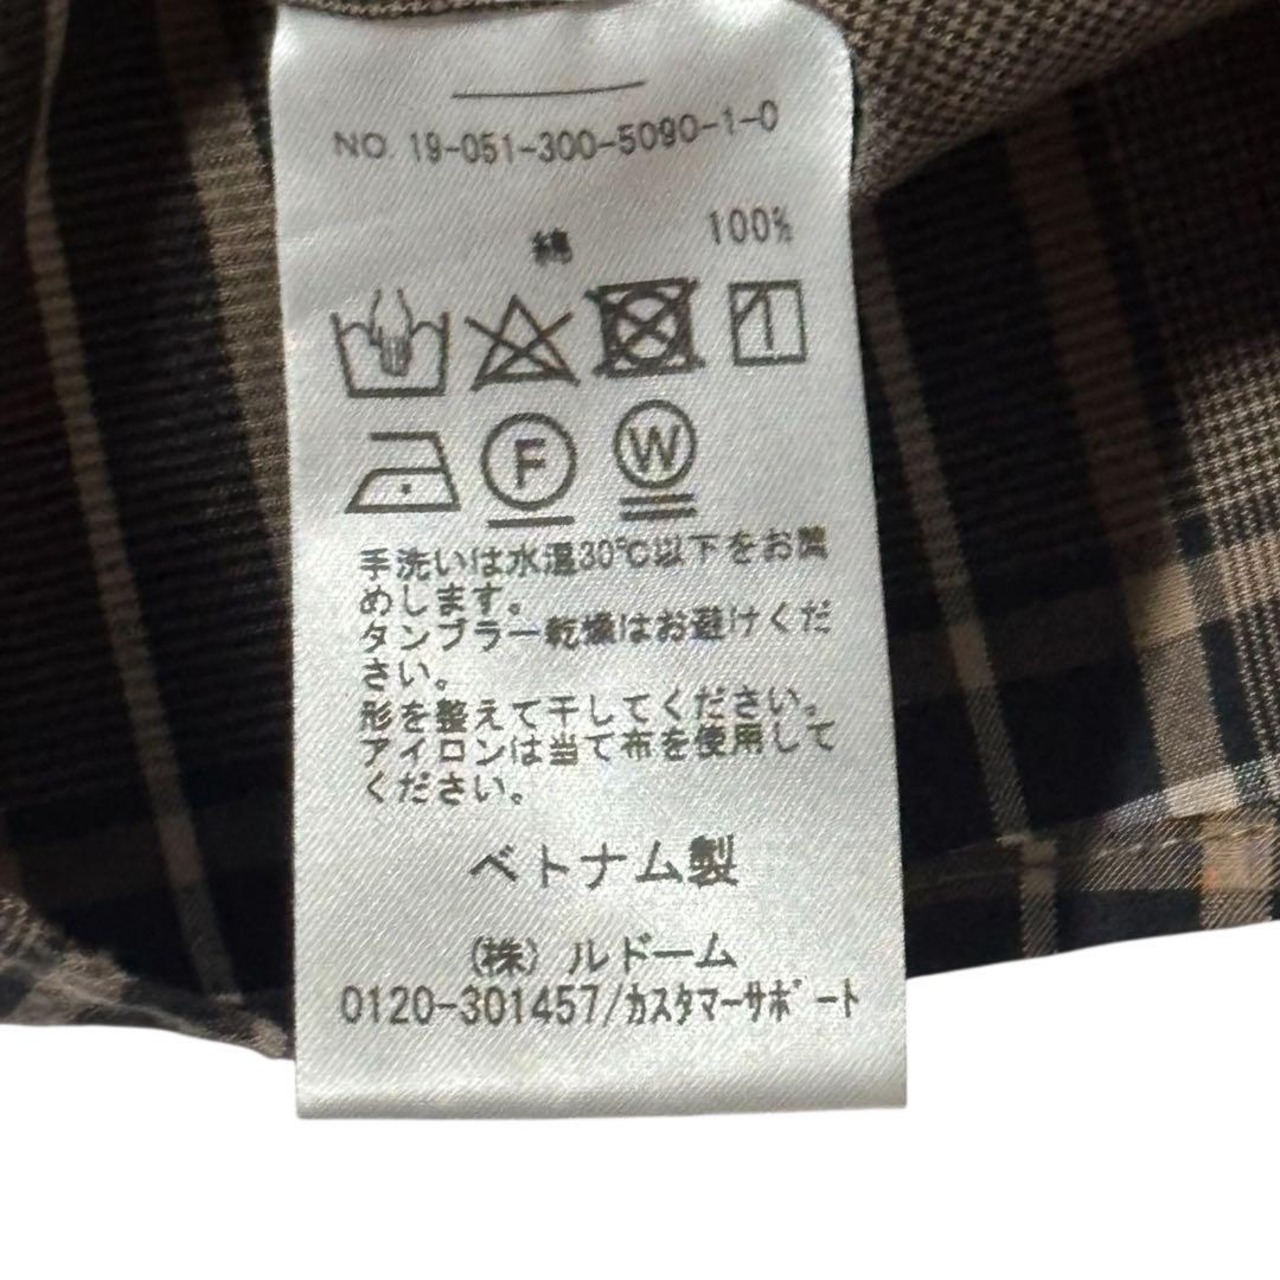 NO. 19-051-300-5090-1-0
綿 100%
F W
手洗いは水温30℃以下をお薦
めします。
タンブラー乾燥はお避けくだ
さい。
形を整えて干してください。
アイロンは当て布を使用して
ください。
ベトナム製
(株)ルドーム
0120-301457/カスタマーサポート